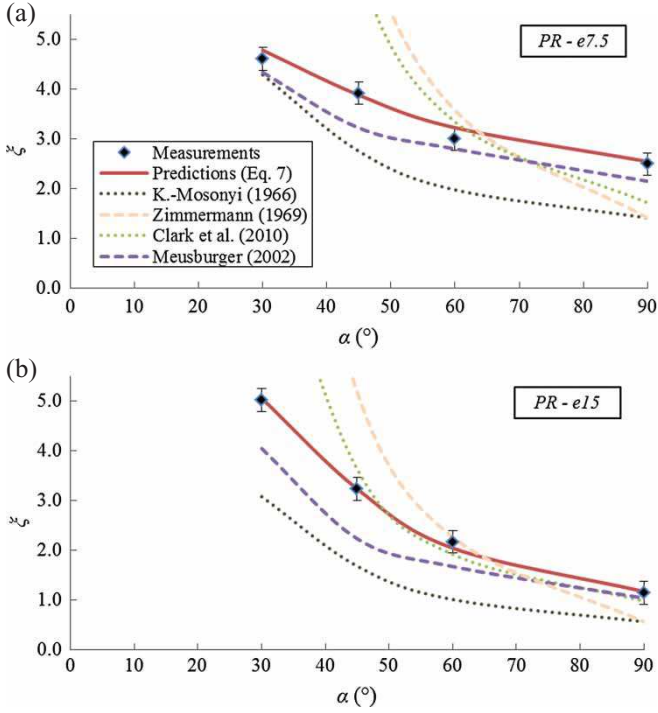 (a)
PR - e7.5
5.0
4.0
3.0
2.0
1.0
0.0
ξ
Measurements
Predictions (Eq. 7)
K.-Mosonyi (1966)
Zimmermann (1969)
Clark et al. (2010)
Meusburger (2002)
0 10 20 30 40 50 60 70 80 90
α (°)
(b)
PR - e15
5.0
4.0
3.0
2.0
1.0
0.0
ξ
0 10 20 30 40 50 60 70 80 90
α (°)